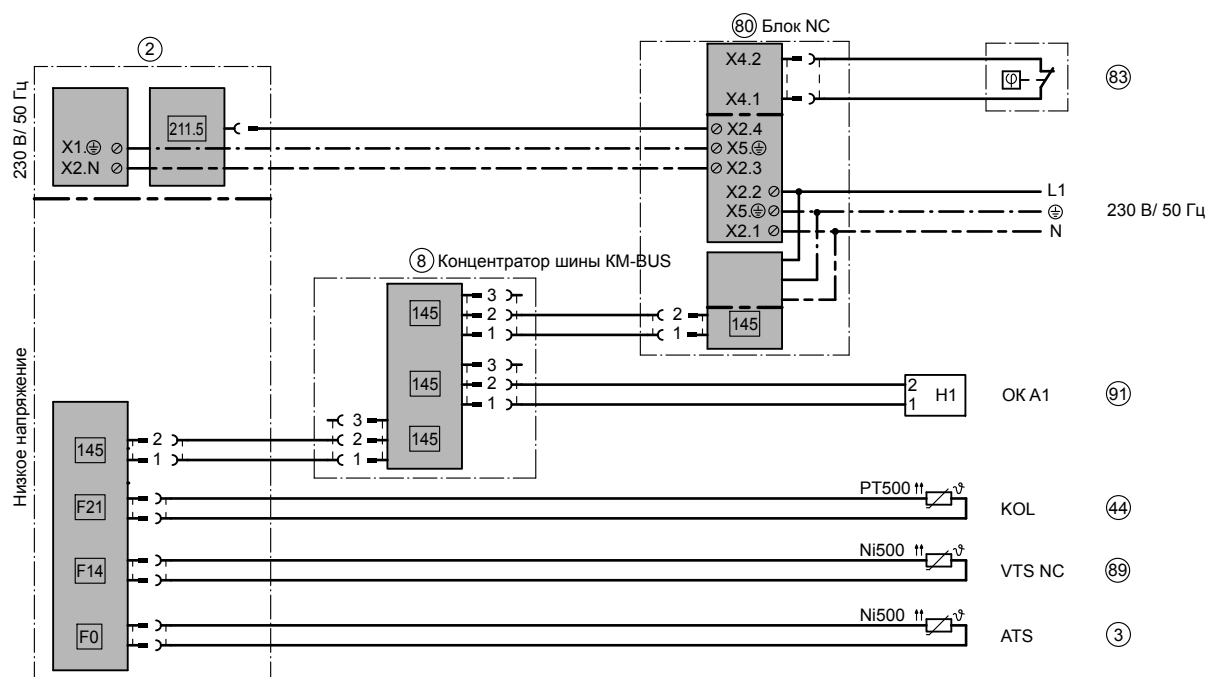 80 Блок NC
2
X4.2
83
230 В/ 50 Гц
X4.1
φ
211.5
X2.4
X1.
X5.
X2.N
X2.3
X2.2
L1
X5.
230 В/ 50 Гц
X2.1
N
8 Концентратор шины KM-BUS
3
145
2
2
1
1
145
3
145
2
2
H1
OK A1
91
1
1
3
145
2
2
1
1
145
Низкое напряжение
PT500
ϑ
F21
KOL
44
Ni500
ϑ
F14
VTS NC
89
Ni500
ϑ
F0
ATS
3